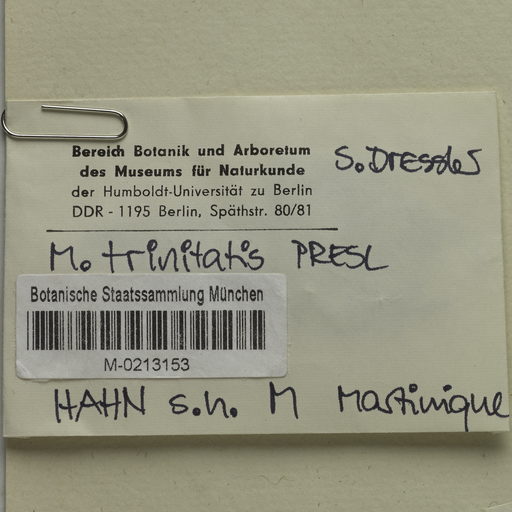 Bereich Botanik und Arboretum
des Museums für Naturkunde
der Humboldt-Universität zu Berlin
DDR - 1195 Berlin, Späthstr. 80/81
S. Dressler
M. trinitatis PRESL
Botanische Staatssammlung München
M-0213153
HAHN s.n. M Martinique